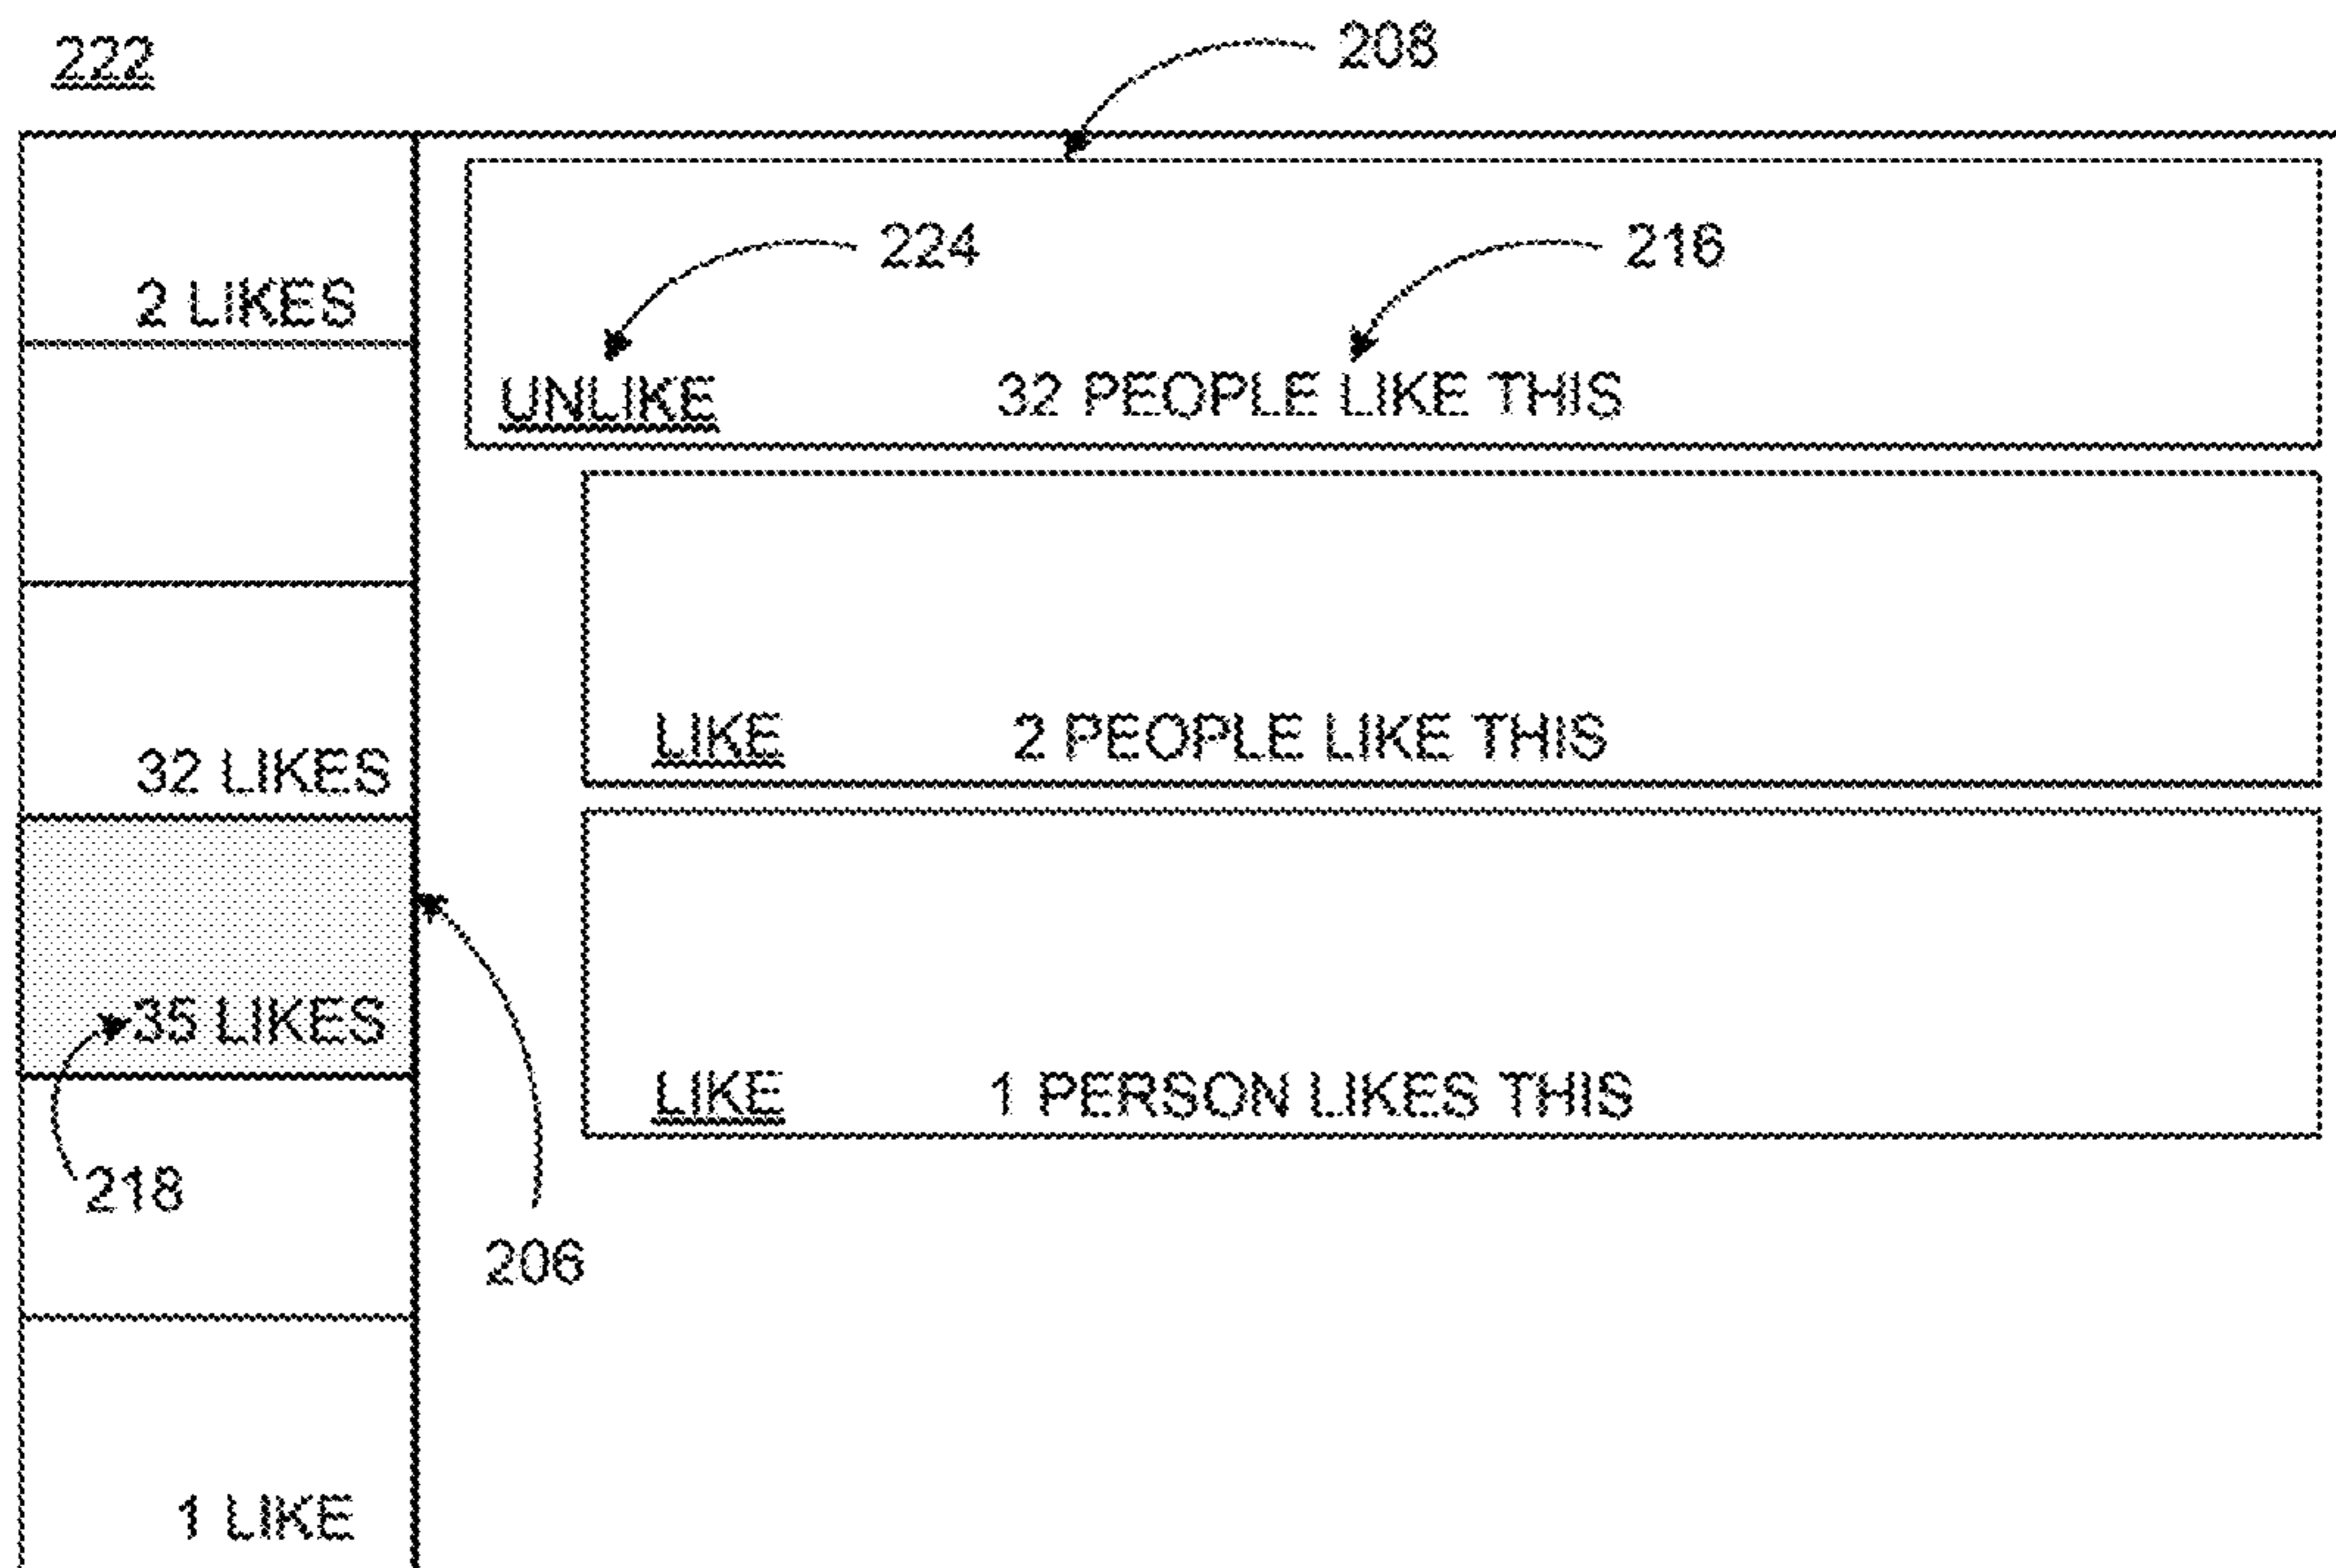 222
208
224
216
2 LIKES
UNLIKE
32 PEOPLE LIKE THIS
LIKE
2 PEOPLE LIKE THIS
32 LIKES
35 LIKES
LIKE
1 PERSON LIKES THIS
218
206
1 LIKE